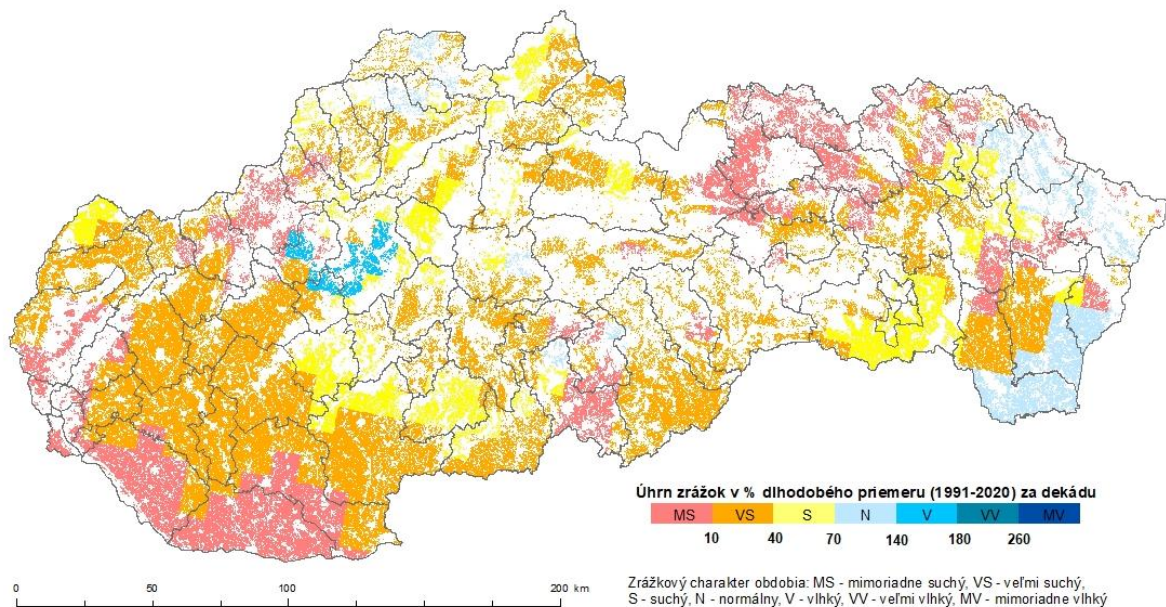 Úhrn zrážok v % dlhodobého priemeru (1991-2020) za dekádu
MS VS S N V VV MV
10 40 70 140 180 260
0 50 100 200 km
Zrážkový charakter obdobia: MS - mimoriadne suchý, VS - veľmi suchý,
S - suchý, N - normálny, V - vlhký, VV - veľmi vlhký, MV - mimoriadne vlhký